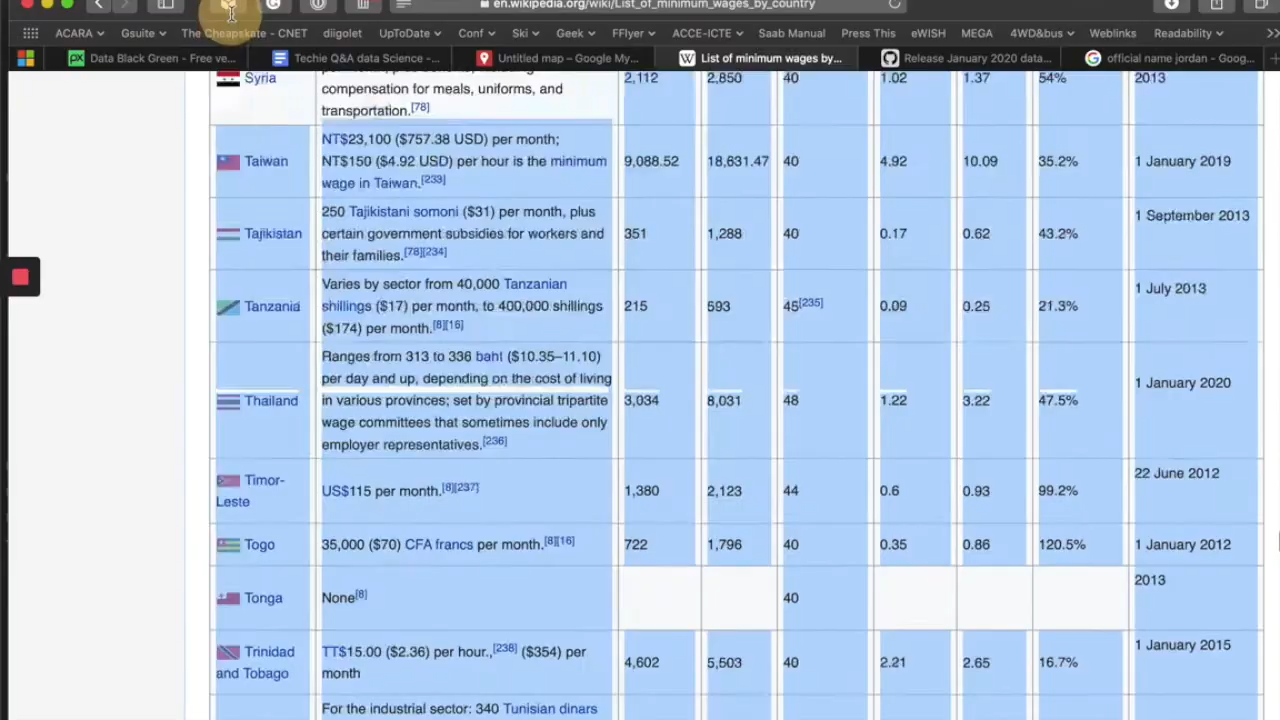 en.wikipedia.org/wiki/List_of_minimum_wages_by_country
ACARA Gsuite The Cheapskate - CNET diigolet UpToDate Conf Ski Geek FFlyer ACCE-ICTE Saab Manual Press This eWISH MEGA 4WD&bus Weblinks Readability
Data Black Green - Free ve... Techie Q&A data Science -... Untitled map – Google My... List of minimum wages by... Release January 2020 data... official name jordan - Goog...
Syria 2,112 2,850 40 1.02 1.37 54% 2013
compensation for meals, uniforms, and
transportation.[78]
NT$23,100 ($757.38 USD) per month;
Taiwan NT$150 ($4.92 USD) per hour is the minimum 9,088.52 18,631.47 40 4.92 10.09 35.2% 1 January 2019
wage in Taiwan.[233]
250 Tajikistani somoni ($31) per month, plus 1 September 2013
Tajikistan certain government subsidies for workers and 351 1,288 40 0.17 0.62 43.2%
their families.[78][234]
Varies by sector from 40,000 Tanzanian 1 July 2013
Tanzania shillings ($17) per month, to 400,000 shillings 215 593 45[235] 0.09 0.25 21.3%
($174) per month.[8][16]
Ranges from 313 to 336 baht ($10.35–11.10)
per day and up, depending on the cost of living 1 January 2020
Thailand in various provinces; set by provincial tripartite 3,034 8,031 48 1.22 3.22 47.5%
wage committees that sometimes include only
employer representatives.[236]
Timor-
Leste US$115 per month.[8][237] 1,380 2,123 44 0.6 0.93 99.2% 22 June 2012
Togo 35,000 ($70) CFA francs per month.[8][16] 722 1,796 40 0.35 0.86 120.5% 1 January 2012
Tonga None[8] 40 2013
Trinidad TT$15.00 ($2.36) per hour.,[238] ($354) per 1 January 2015
and Tobago month 4,602 5,503 40 2.21 2.65 16.7%
For the industrial sector: 340 Tunisian dinars